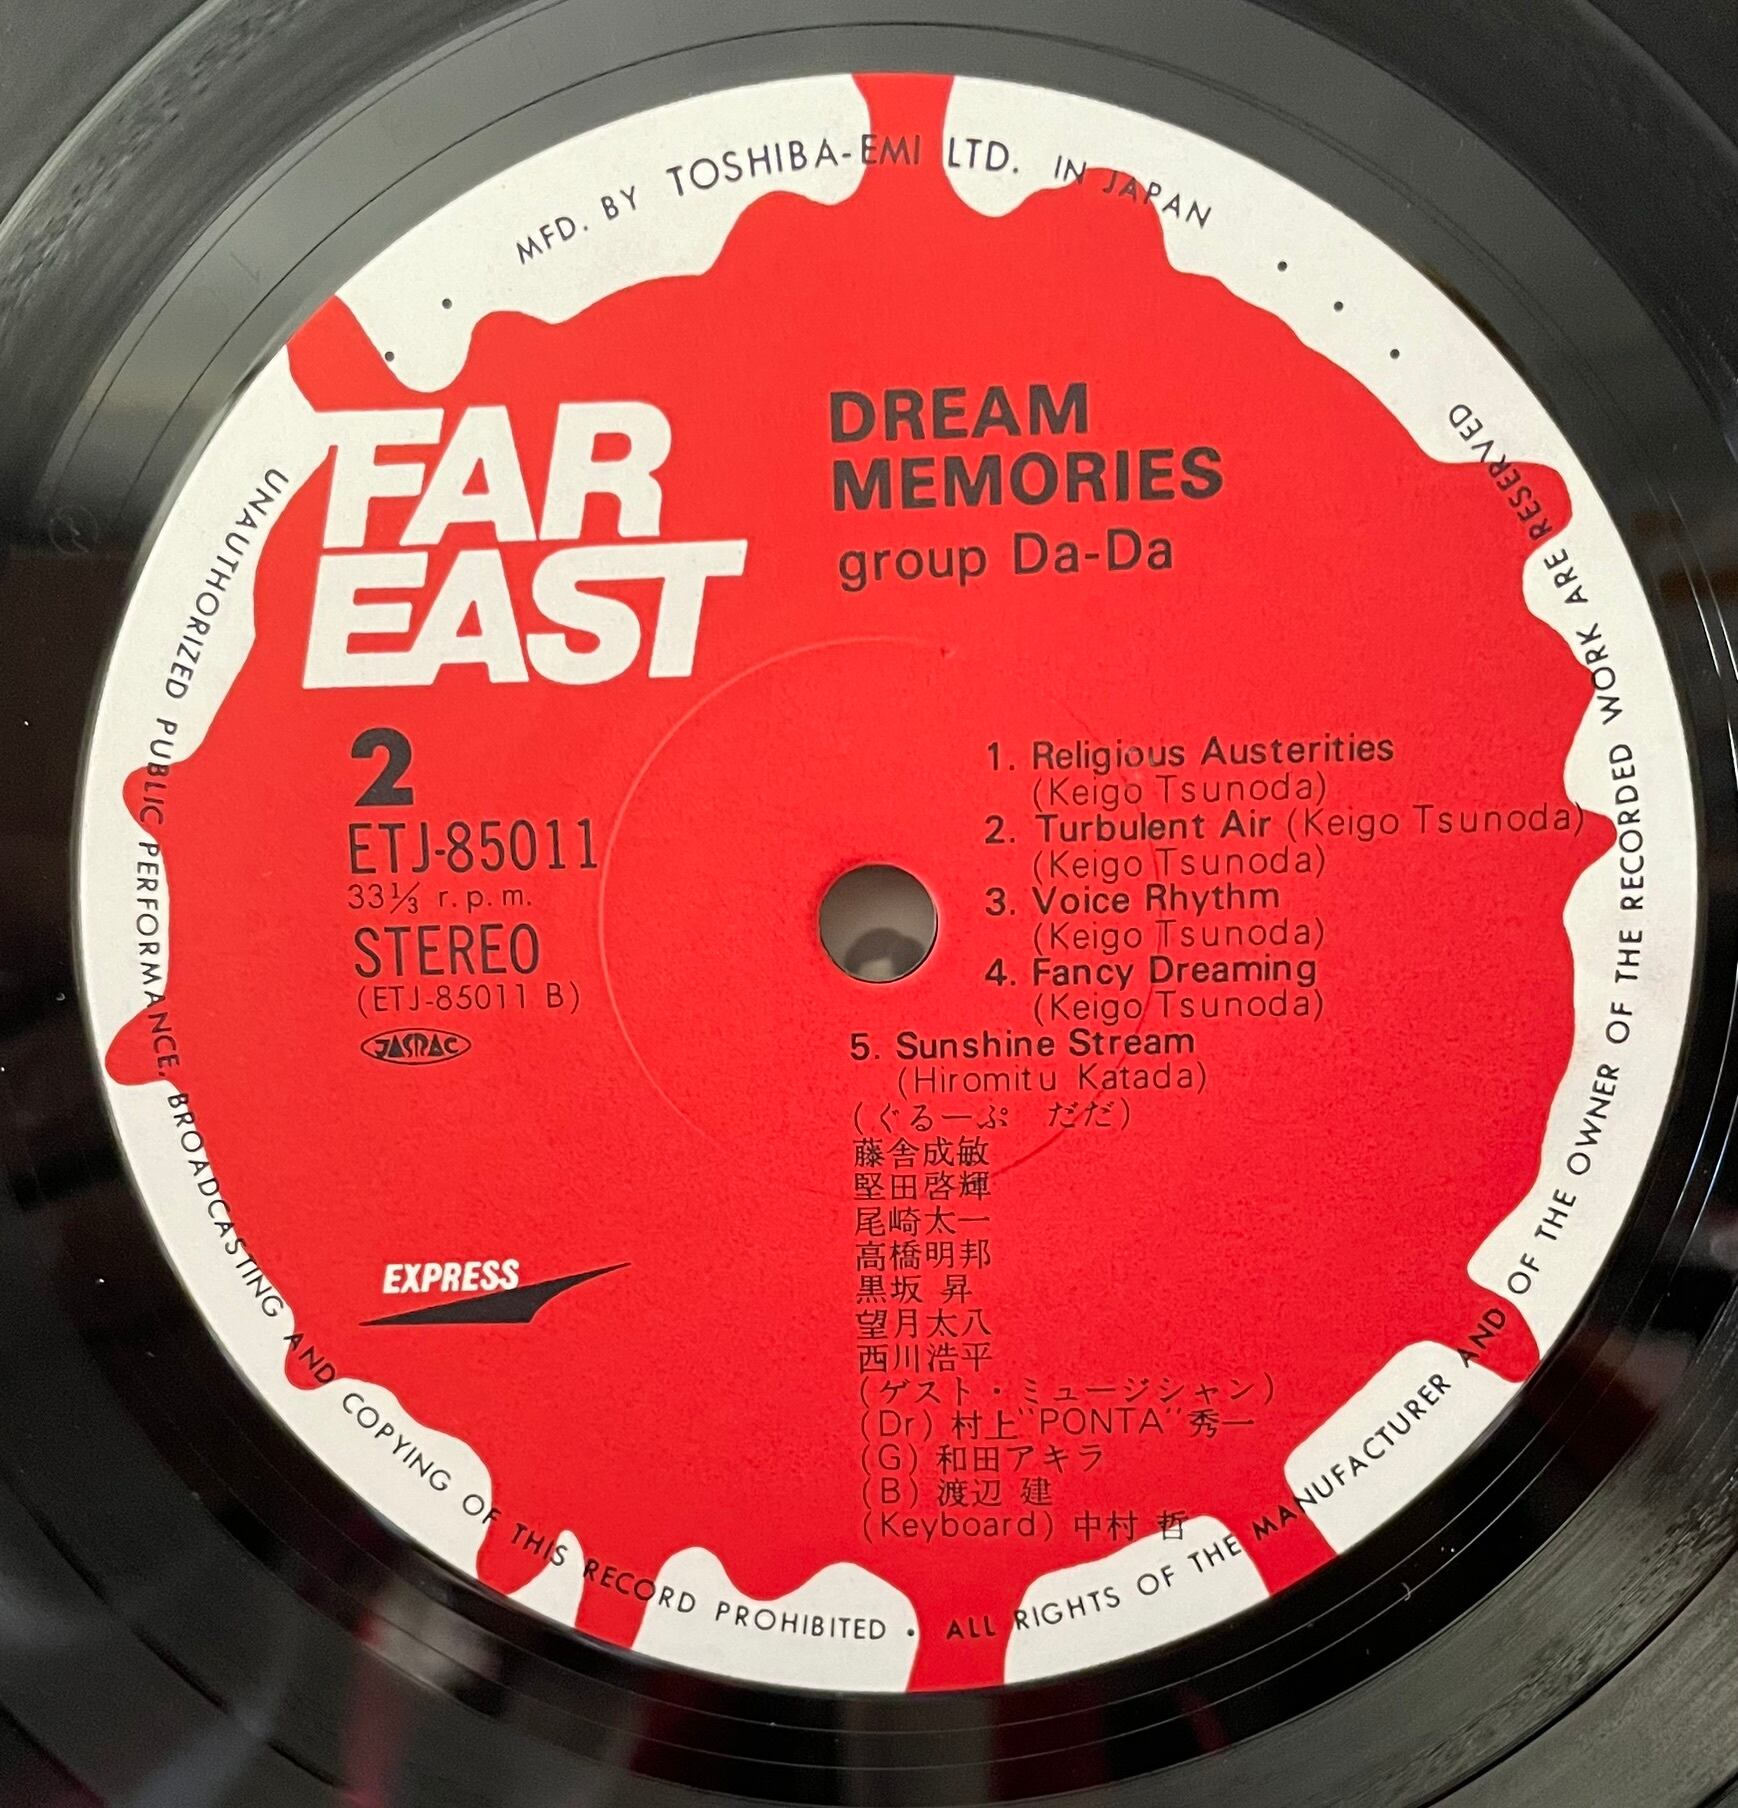 MFD. BY TOSHIBA-EMI LTD. IN JAPAN
FAR
EAST
DREAM
MEMORIES
group Da-Da
2
ETJ-85011
33⅓ r.p.m.
STEREO
(ETJ-85011 B)
JASRAC
1. Religious Austerities
(Keigo Tsunoda)
2. Turbulent Air (Keigo Tsunoda)
(Keigo Tsunoda)
3. Voice Rhythm
(Keigo Tsunoda)
4. Fancy Dreaming
(Keigo Tsunoda)
5. Sunshine Stream
(Hiromitu Katada)
(ぐるーぷ だだ)
藤舎成敏
堅田啓輝
尾崎太一
高橋明邦
黒坂 昇
望月太八
西川浩平
(ゲスト・ミュージシャン)
(Dr) 村上"PONTA"秀一
(G) 和田アキラ
(B) 渡辺 建
(Keyboard) 中村 哲
EXPRESS
UNAUTHORIZED PUBLIC PERFORMANCE, BROADCASTING AND COPYING OF THIS RECORD PROHIBITED • ALL RIGHTS OF THE MANUFACTURER AND OF THE OWNER OF THE RECORDED WORK ARE RESERVED